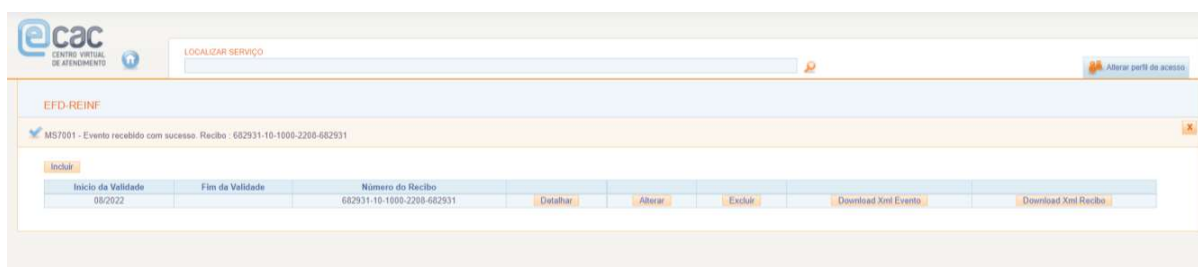 ecac
CENTRO VIRTUAL
DE ATENDIMENTO
LOCALIZAR SERVIÇO
Alterar perfil de acesso
EFD-REINF
MS7001 - Evento recebido com sucesso. Recibo : 682931-10-1000-2208-682931
X
Incluir
Início da Validade Fim da Validade Número do Recibo
08/2022 682931-10-1000-2208-682931 Detalhar Alterar Excluir Download Xml Evento Download Xml Recibo